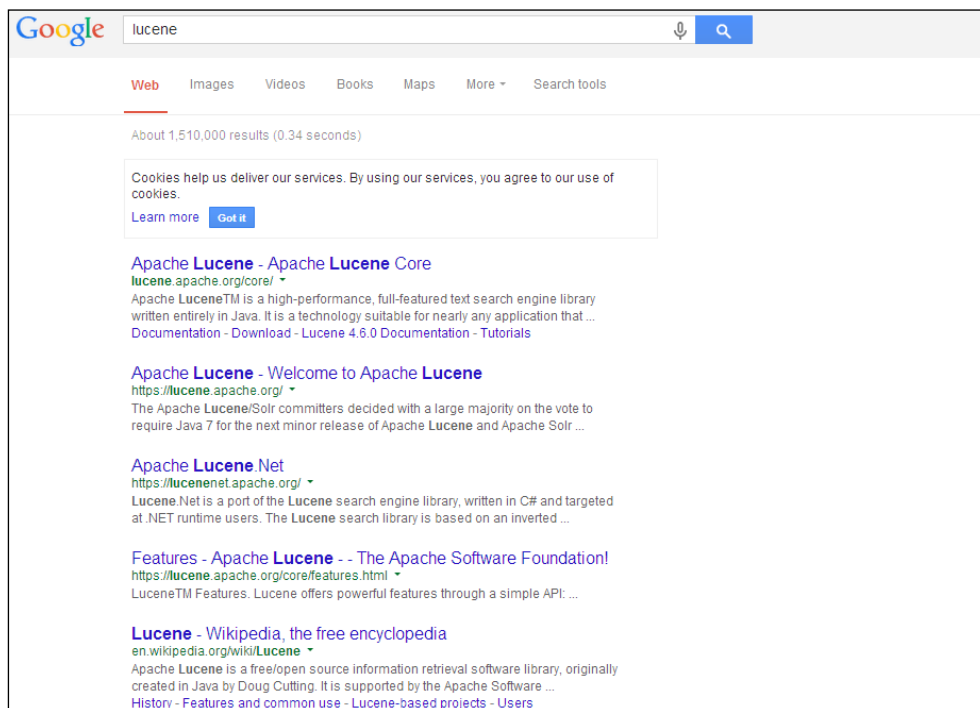 Google lucene
Web Images Videos Books Maps More Search tools
About 1,510,000 results (0.34 seconds)
Cookies help us deliver our services. By using our services, you agree to our use of
cookies.
Learn more Got it
Apache Lucene - Apache Lucene Core
lucene.apache.org/core/
Apache LuceneTM is a high-performance, full-featured text search engine library
written entirely in Java. It is a technology suitable for nearly any application that ...
Documentation - Download - Lucene 4.6.0 Documentation - Tutorials
Apache Lucene - Welcome to Apache Lucene
https://lucene.apache.org/
The Apache Lucene/Solr committers decided with a large majority on the vote to
require Java 7 for the next minor release of Apache Lucene and Apache Solr ...
Apache Lucene.Net
https://lucenenet.apache.org/
Lucene.Net is a port of the Lucene search engine library, written in C# and targeted
at .NET runtime users. The Lucene search library is based on an inverted ...
Features - Apache Lucene - - The Apache Software Foundation!
https://lucene.apache.org/core/features.html
LuceneTM Features. Lucene offers powerful features through a simple API: ...
Lucene - Wikipedia, the free encyclopedia
en.wikipedia.org/wiki/Lucene
Apache Lucene is a free/open source information retrieval software library, originally
created in Java by Doug Cutting. It is supported by the Apache Software ...
History - Features and common use - Lucene-based projects - Users